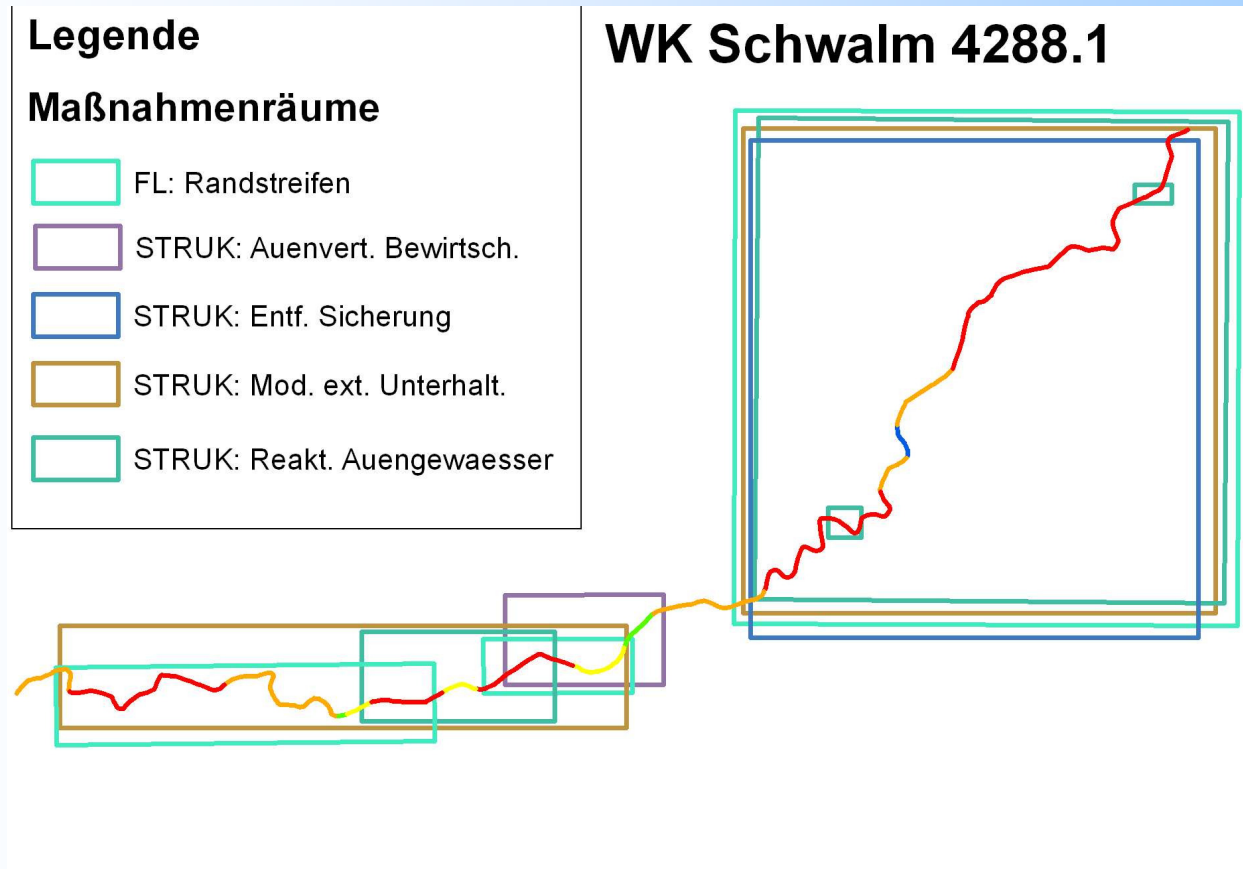 Legende
Maßnahmenräume
FL: Randstreifen
STRUK: Auenvert. Bewirtsch.
STRUK: Entf. Sicherung
STRUK: Mod. ext. Unterhalt.
STRUK: Reakt. Auengewaesser
WK Schwalm 4288.1